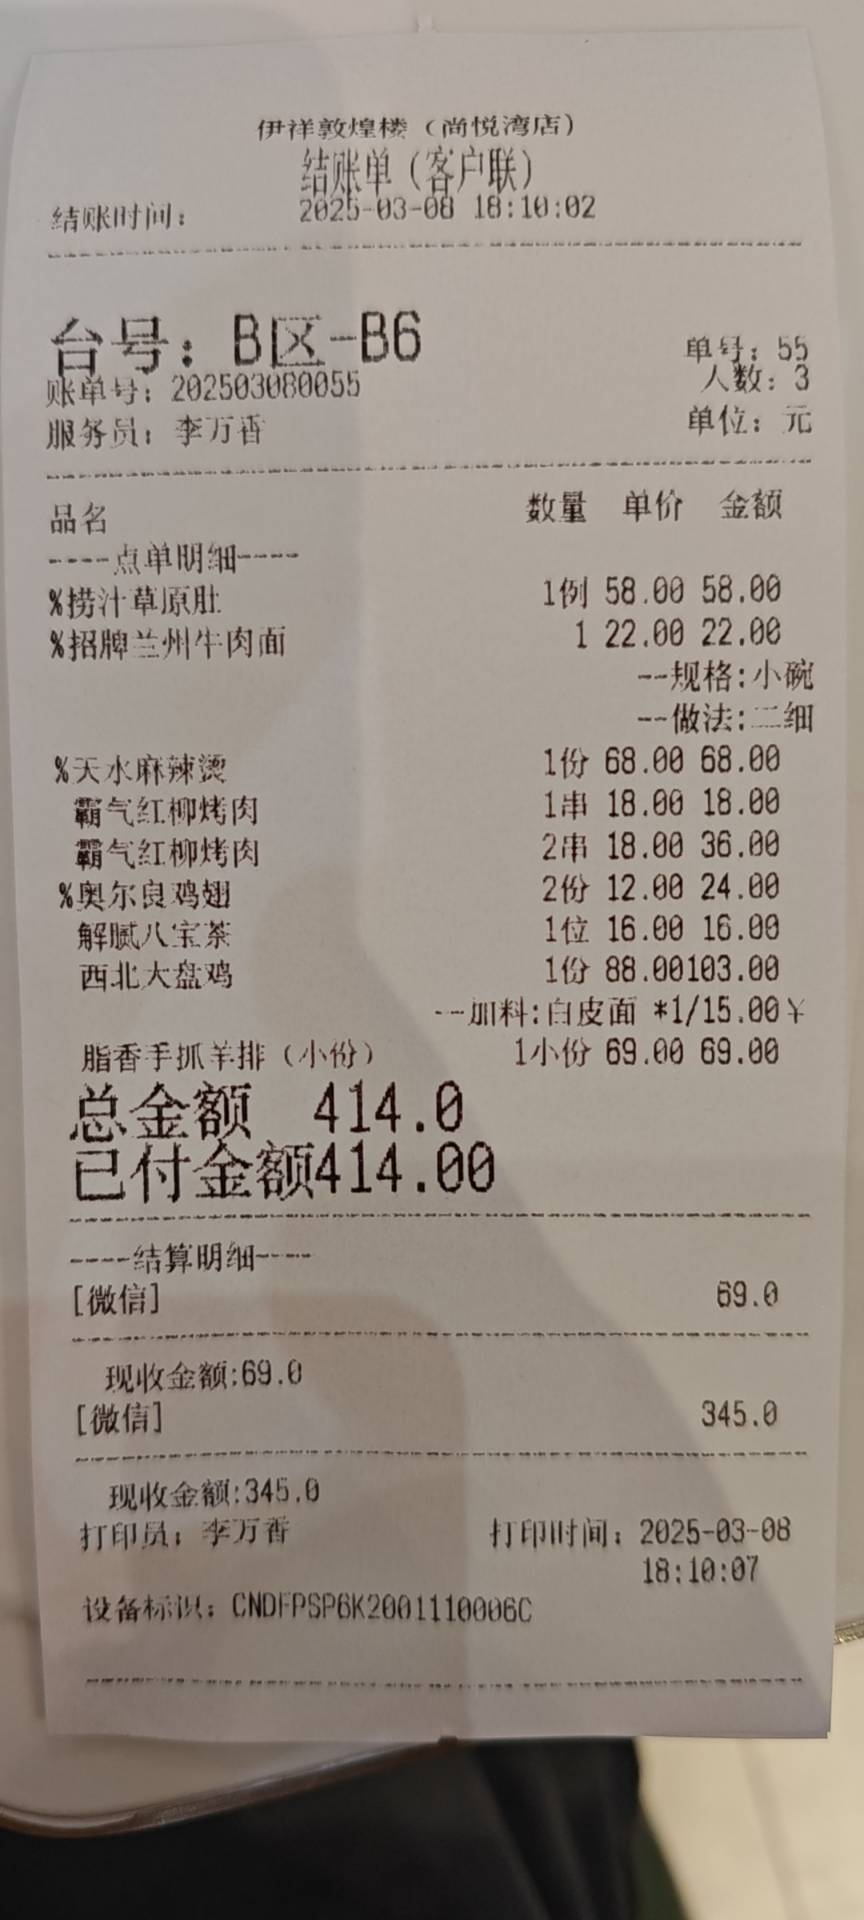 伊祥敦煌楼（尚悦湾店）
结账单（客户联）
结账时间： 2025-03-08 18:10:02
台号：B区-B6
单号：55
账单号：202503080055
人数：3
服务员：李万香
单位：元
品名 数量 单价 金额
----点单明细----
%捞汁草原肚 1例 58.00 58.00
%招牌兰州牛肉面 1 22.00 22.00
--规格:小碗
--做法:二细
%天水麻辣烫 1份 68.00 68.00
霸气红柳烤肉 1串 18.00 18.00
霸气红柳烤肉 2串 18.00 36.00
%奥尔良鸡翅 2份 12.00 24.00
解腻八宝茶 1位 16.00 16.00
西北大盘鸡 1份 88.00103.00
--加料:白皮面 *1/15.00￥
脂香手抓羊排（小份） 1小份 69.00 69.00
总金额 414.0
已付金额414.00
----结算明细----
[微信] 69.0
现收金额:69.0
[微信] 345.0
现收金额:345.0
打印员：李万香 打印时间：2025-03-08
18:10:07
设备标识：CNDFPSP6K2001110006C